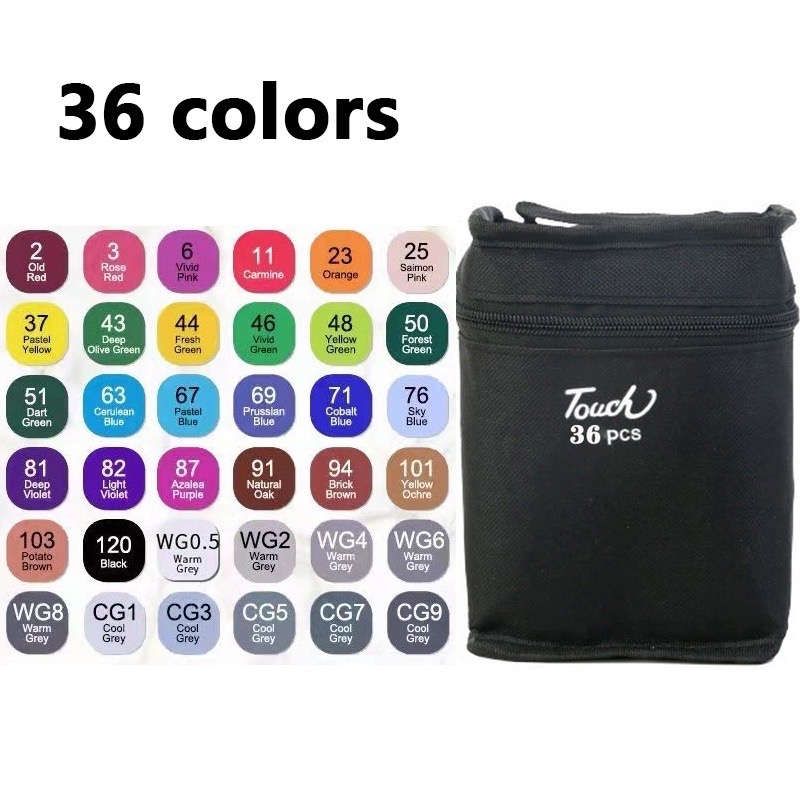 36 colors
2
Old
Red
3
Rose
Red
6
Vivid
Pink
11
Carmine
23
Orange
25
Saimon
Pink
37
Pastel
Yellow
43
Deep
Olive Green
44
Fresh
Green
46
Vivid
Green
48
Yellow
Green
50
Forest
Green
51
Dart
Green
63
Cerulean
Blue
67
Pastel
Blue
69
Prussian
Blue
71
Cobalt
Blue
76
Sky
Blue
81
Deep
Violet
82
Light
Violet
87
Azalea
Purple
91
Natural
Oak
94
Brick
Brown
101
Yellow
Ochre
103
Potato
Brown
120
Black
WG0.5
Warm
Grey
WG2
Warm
Grey
WG4
Warm
Grey
WG6
Warm
Grey
WG8
Warm
Grey
CG1
Cool
Grey
CG3
Cool
Grey
CG5
Cool
Grey
CG7
Cool
Grey
CG9
Cool
Grey
Touch
36 pcs